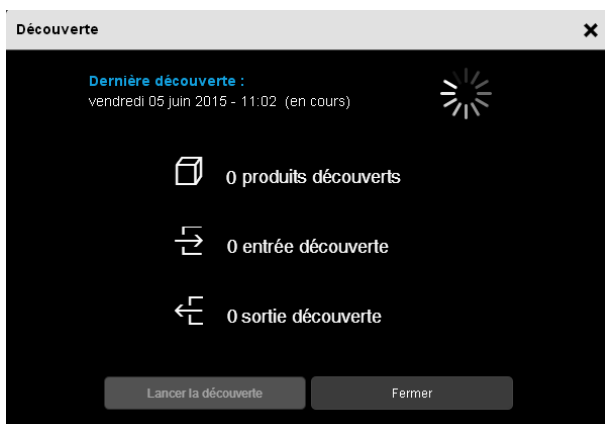 Découverte
Dernière découverte :
vendredi 05 juin 2015 - 11:02 (en cours)
0 produits découverts
0 entrée découverte
0 sortie découverte
Lancer la découverte
Fermer